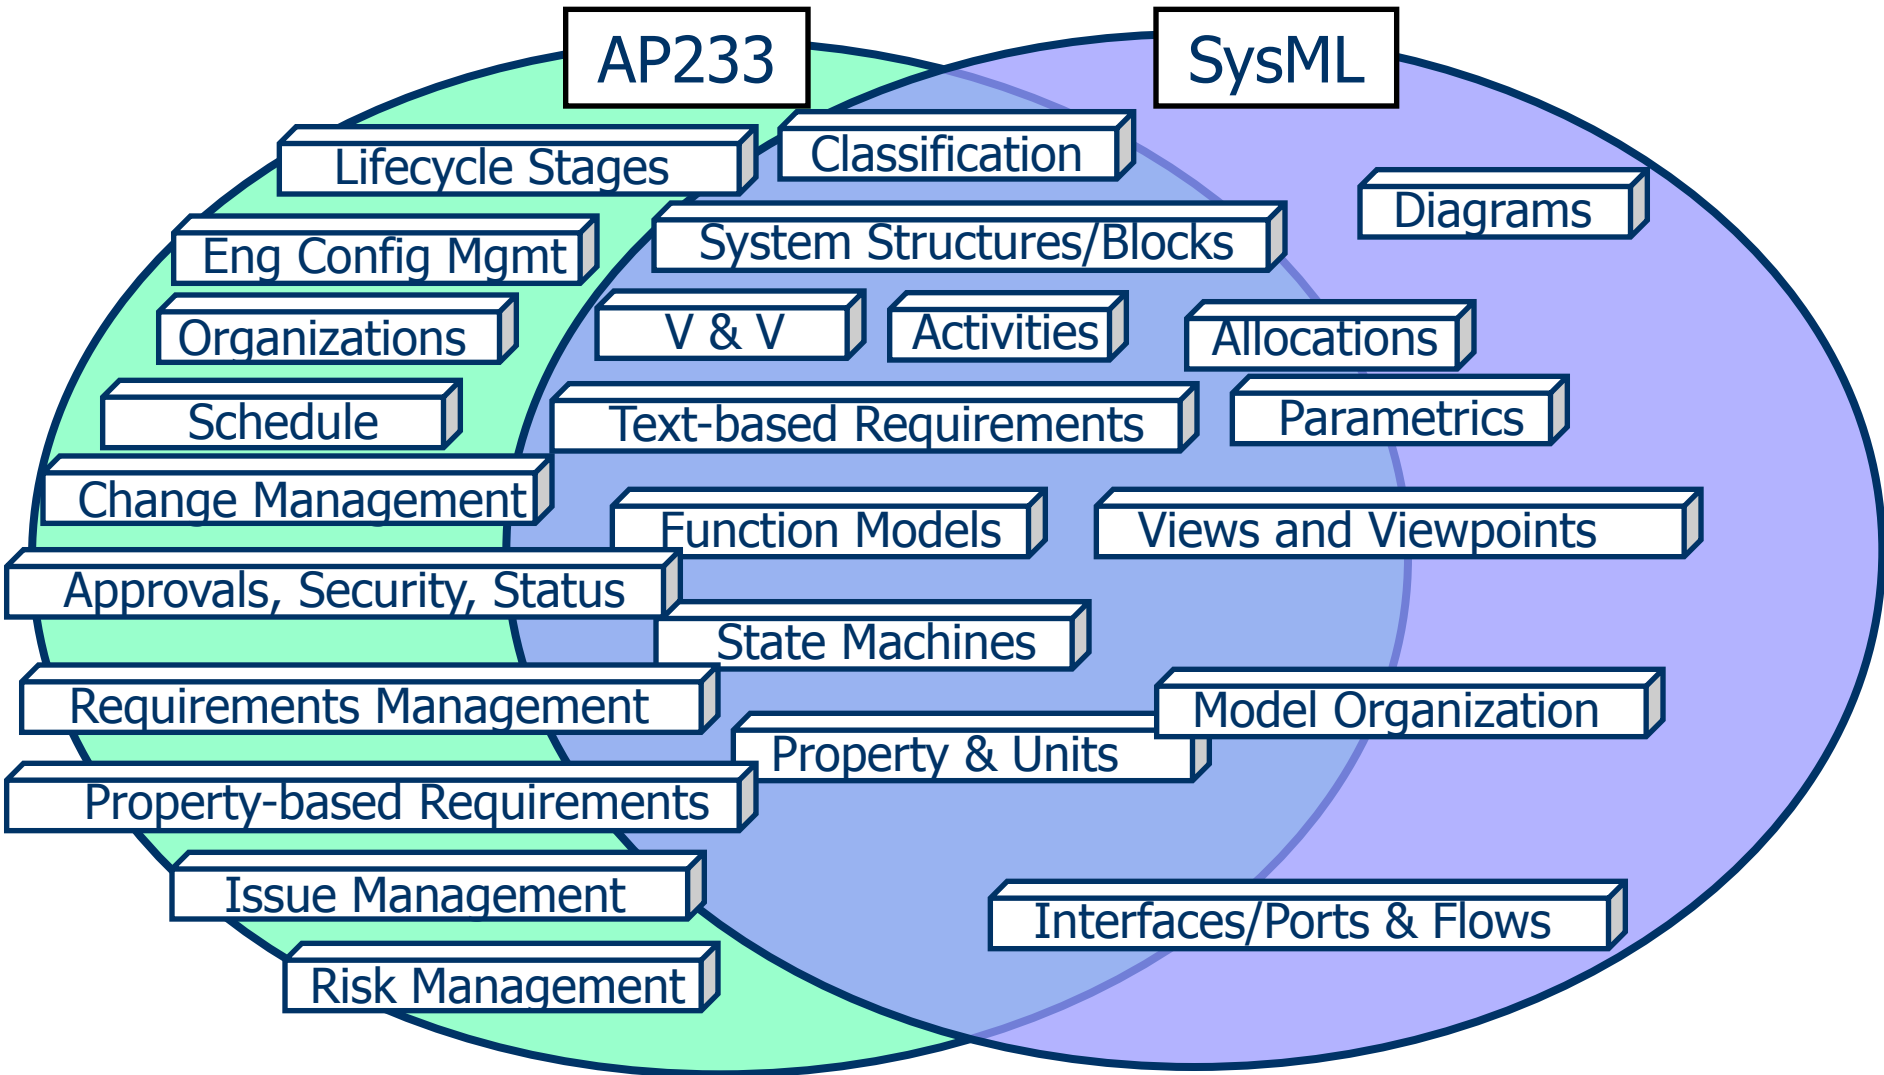 AP233
SysML
Lifecycle Stages
Classification
Diagrams
Eng Config Mgmt
System Structures/Blocks
Organizations
V & V
Activities
Allocations
Schedule
Text-based Requirements
Parametrics
Change Management
Function Models
Views and Viewpoints
Approvals, Security, Status
State Machines
Requirements Management
Model Organization
Property & Units
Property-based Requirements
Issue Management
Interfaces/Ports & Flows
Risk Management